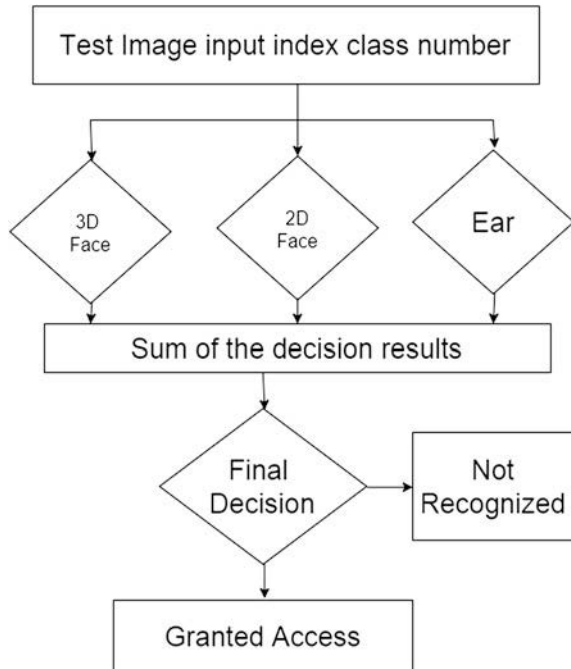 Test Image input index class number
3D
Face
2D
Face
Ear
Sum of the decision results
Final
Decision
Not
Recognized
Granted Access